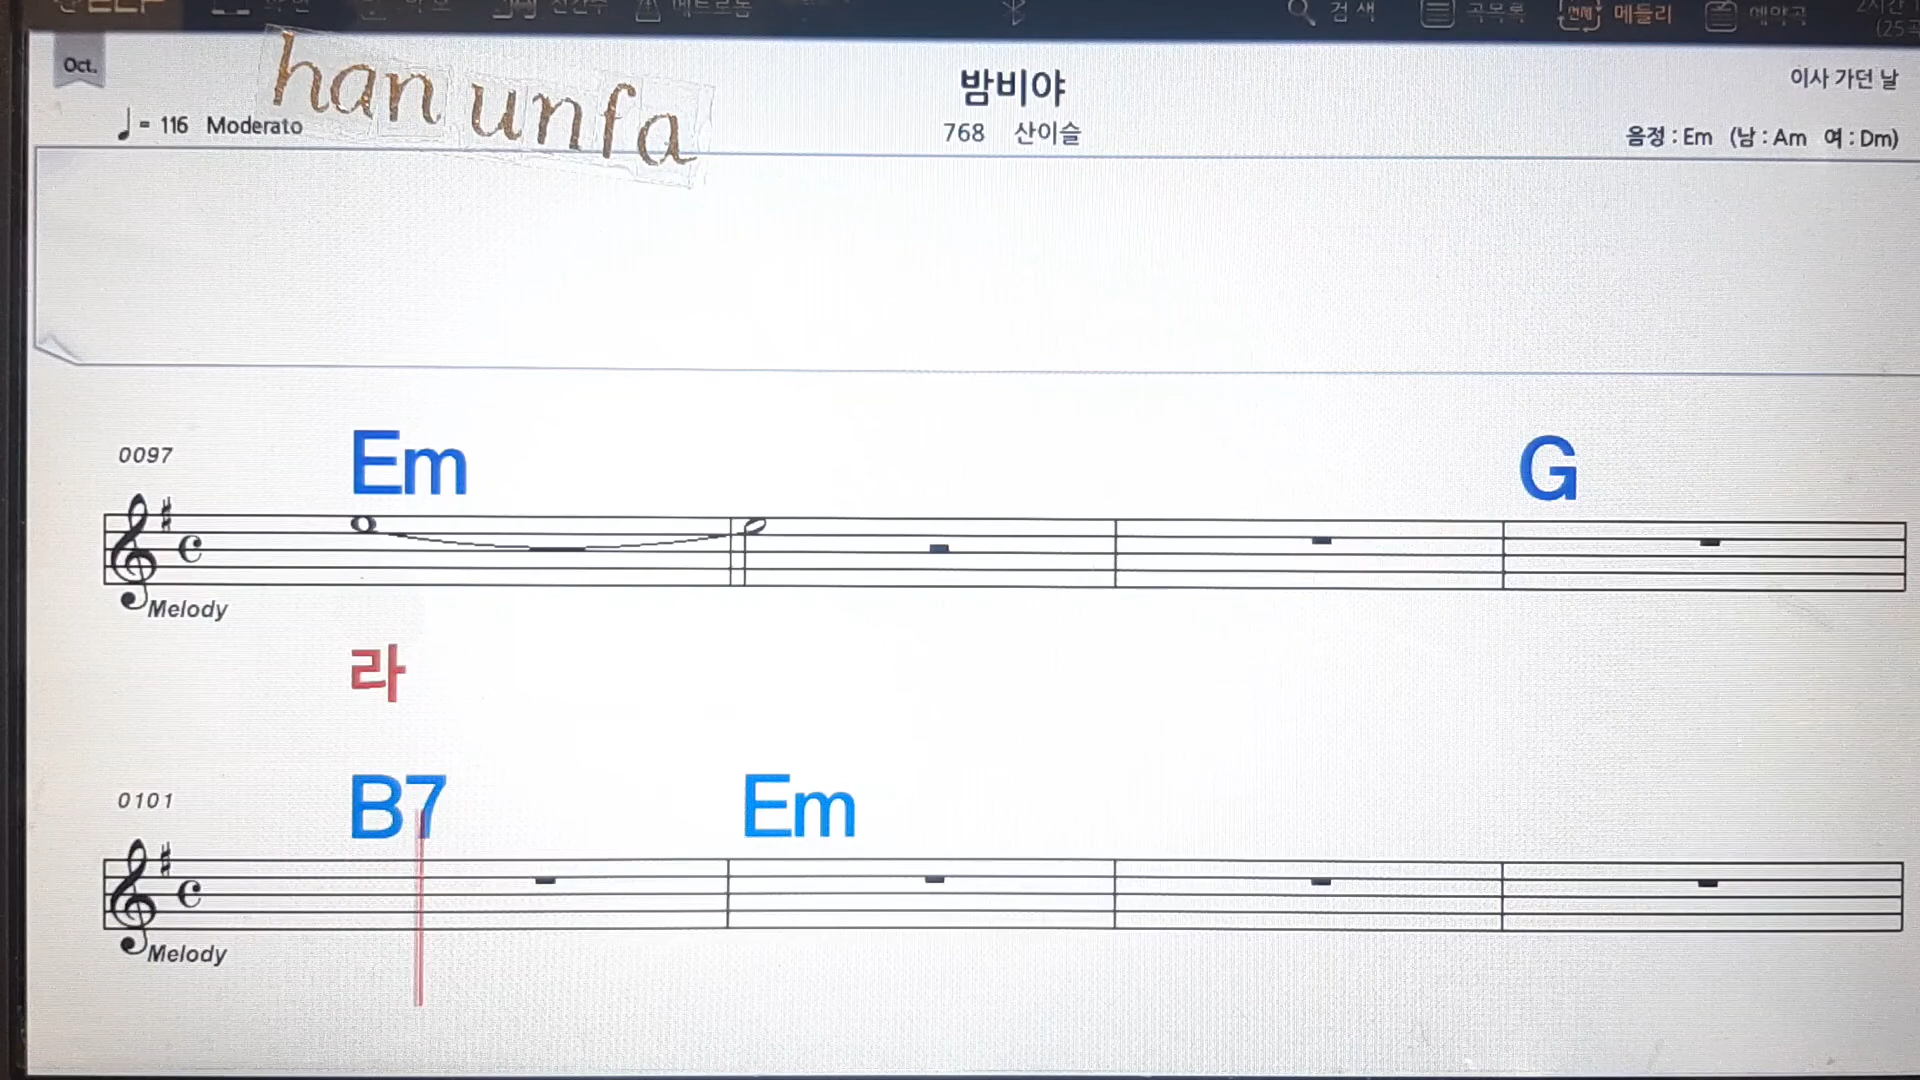 검색
곡목록
연제 메들리
예약곡
Oct.
han unfa
♩= 116 Moderato
밤비야
768 산이슬
이사 가던 날
음정 : Em (남 : Am 여 : Dm)
0097
Em
G
Melody
라
0101
B7
Em
Melody